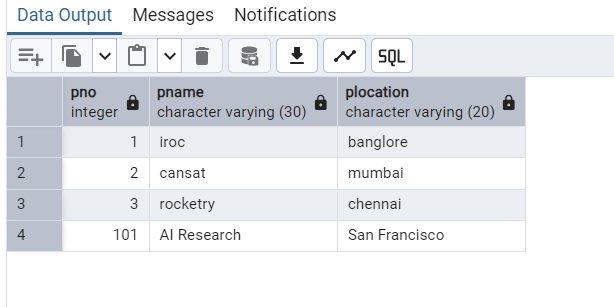 Data Output Messages Notifications
SQL
pno pname plocation
integer character varying (30) character varying (20)
1 1 iroc banglore
2 2 cansat mumbai
3 3 rocketry chennai
4 101 AI Research San Francisco